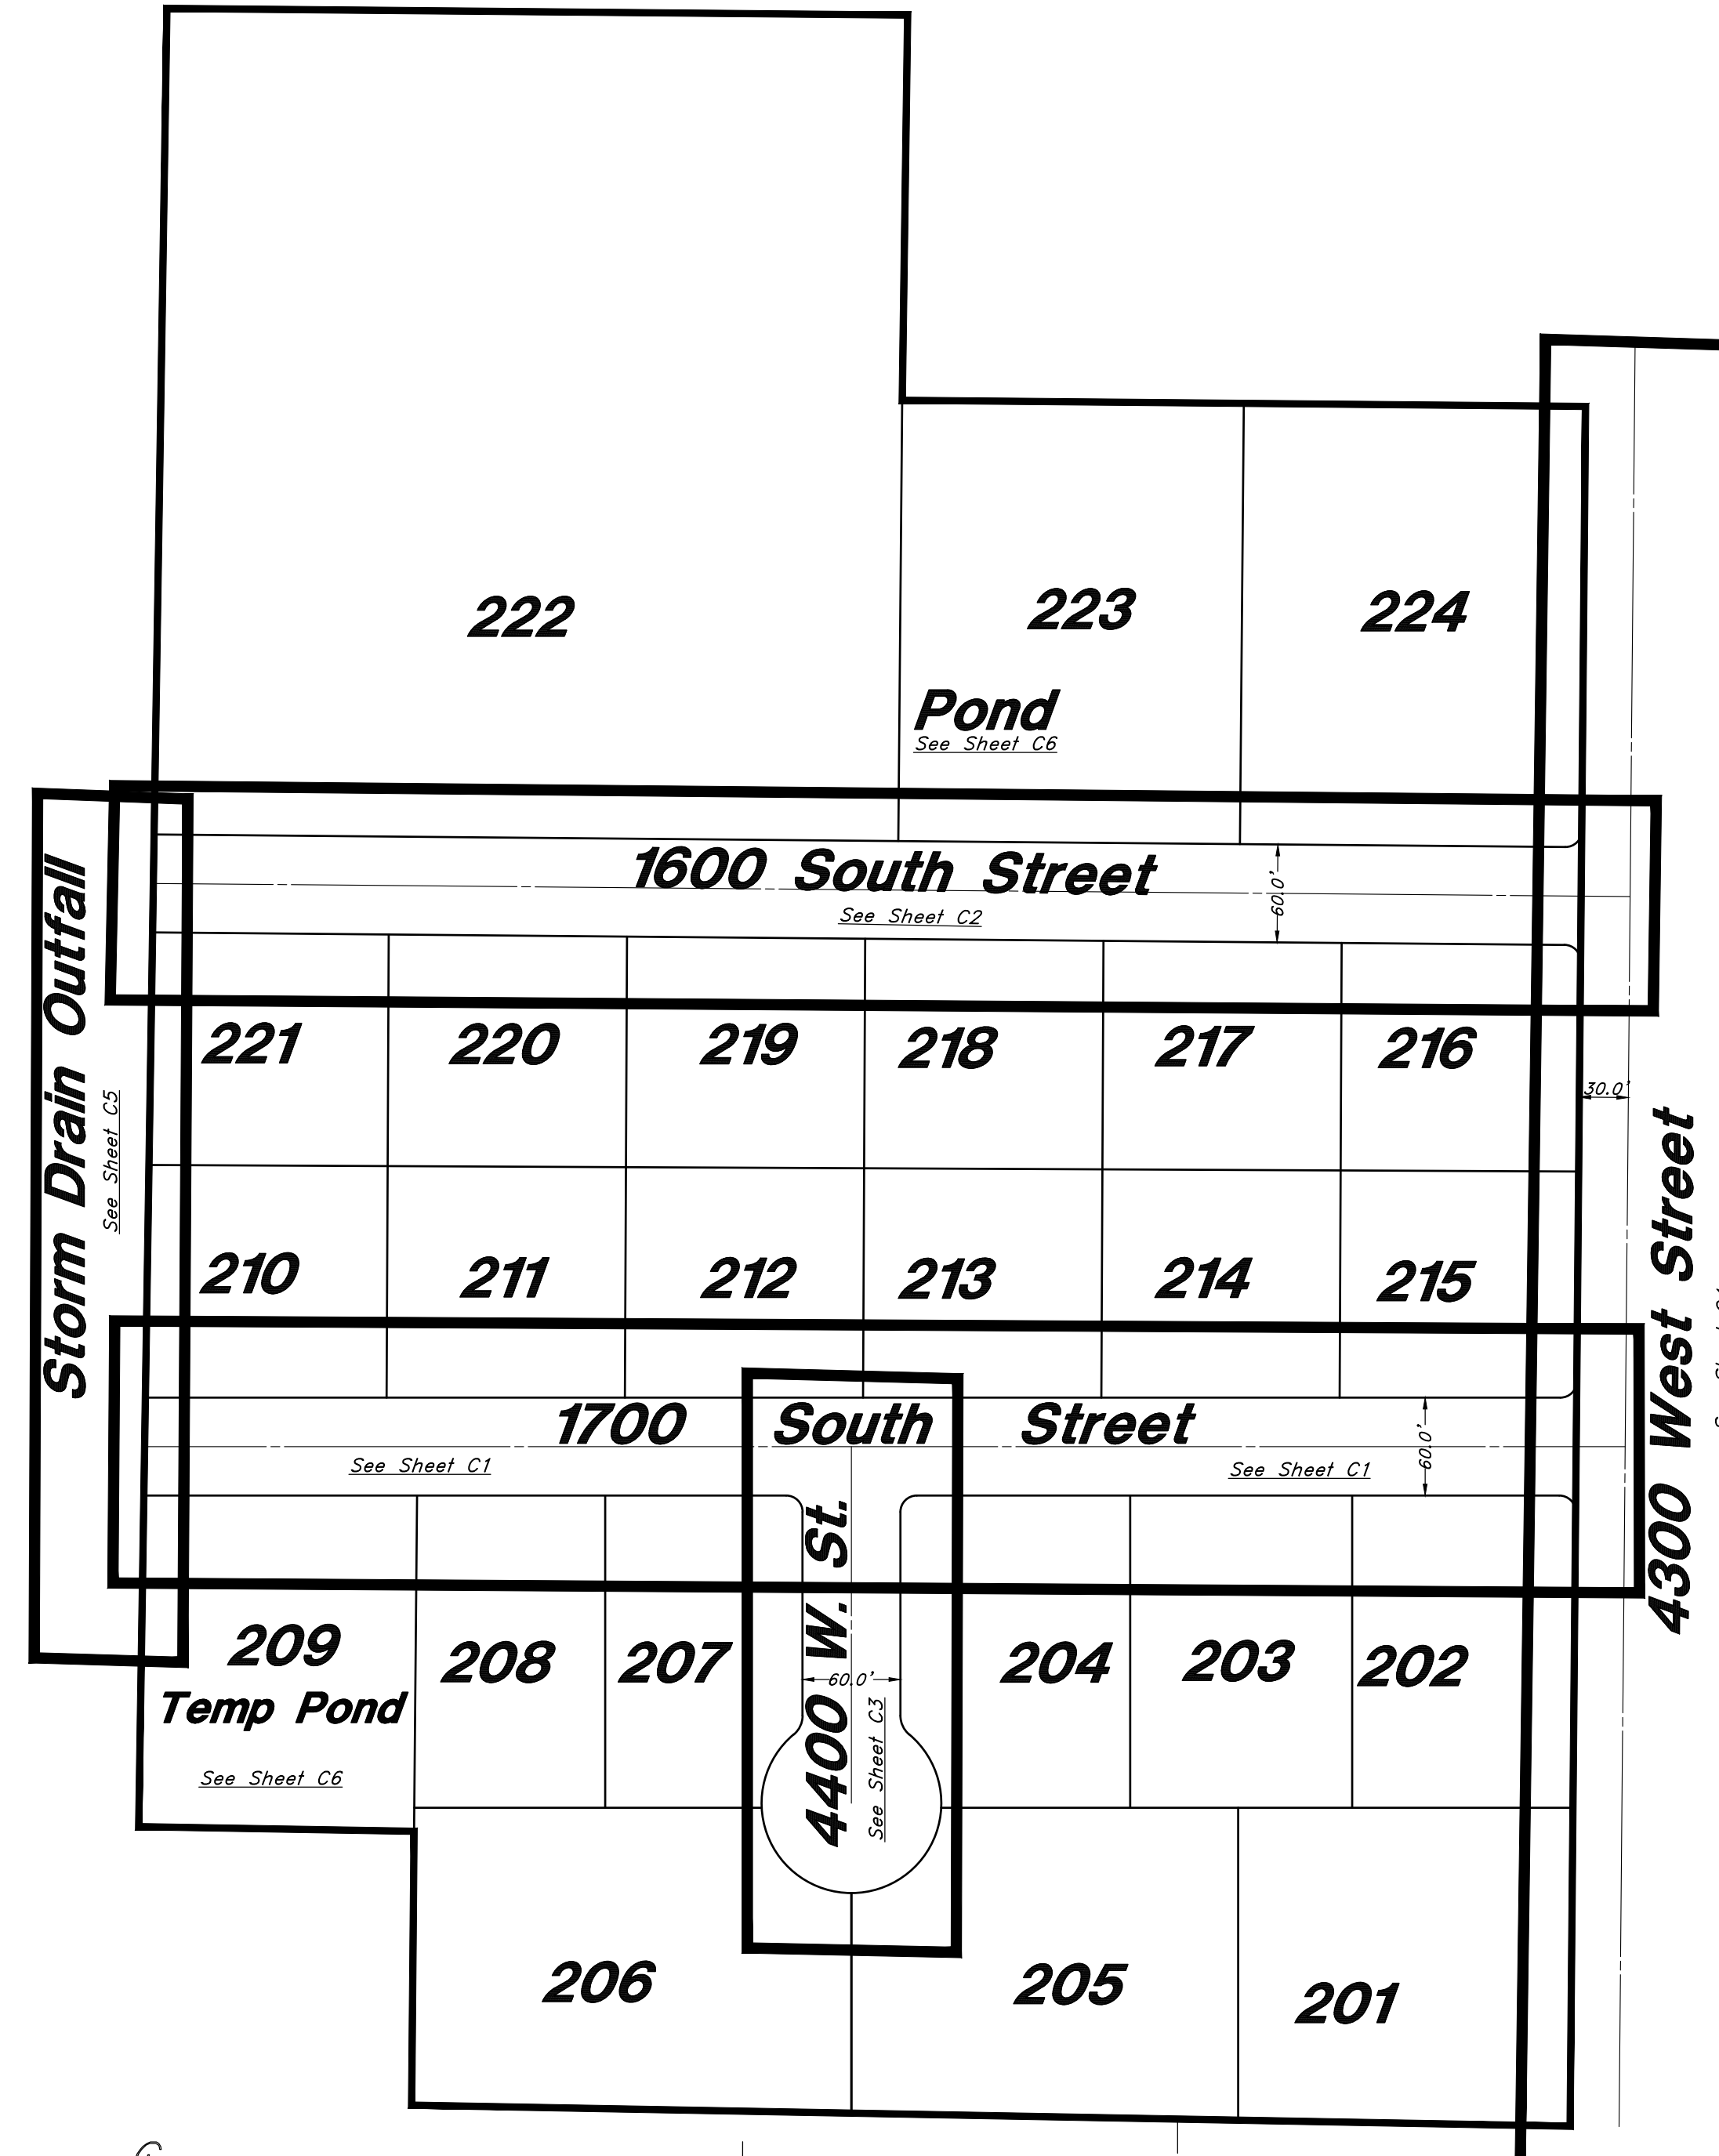 222
223
224
Pond
See Sheet C6
1600 South Street
60.0'
See Sheet C2
Storm Drain Outfall
See Sheet C5
221
220
219
218
217
216
30.0'
4300 West Street
210
211
212
213
214
215
1700 South Street
See Sheet C1
See Sheet C1
60.0'
4400 W. St.
60.0'
See Sheet C3
209
Temp Pond
See Sheet C6
208
207
204
203
202
206
205
201